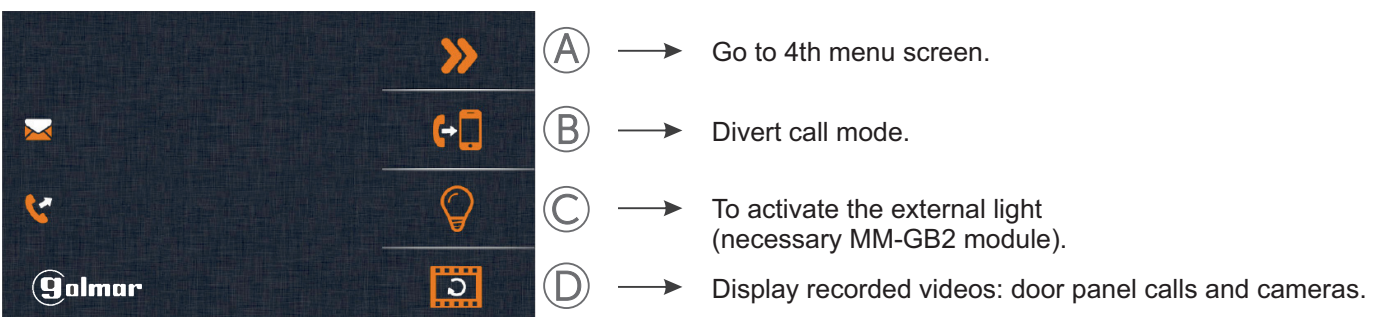 A Go to 4th menu screen.
B Divert call mode.
C To activate the external light
(necessary MM-GB2 module).
golmar
D Display recorded videos: door panel calls and cameras.